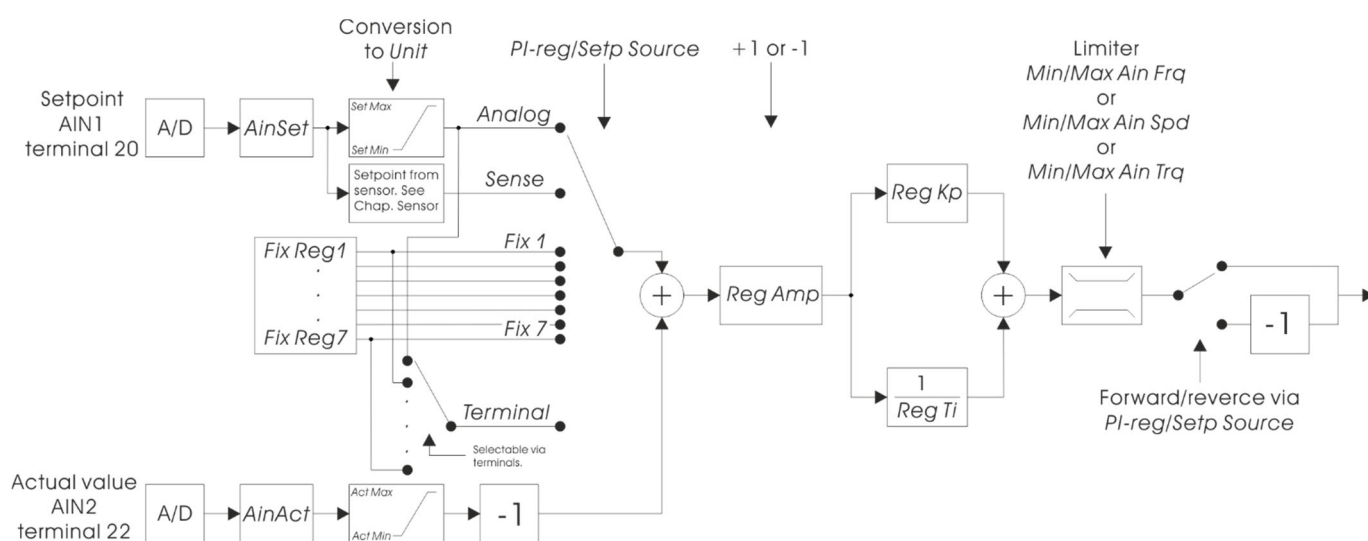 Conversion
to Unit
PI-reg/Setp Source
+1 or -1
Limiter
Min/Max Ain Frq
or
Min/Max Ain Spd
or
Min/Max Ain Trq
Setpoint
AIN1
terminal 20
A/D
AinSet
Set Max
Set Min
Analog
Setpoint from
sensor. See
Chap. Sensor
Sense
Reg Kp
Fix Reg1
.
.
.
Fix Reg7
Fix 1
Fix 7
+
Reg Amp
+
-1
1
Reg Ti
Forward/reverce via
PI-reg/Setp Source
Terminal
Selectable via
terminals.
Actual value
AIN2
terminal 22
A/D
AinAct
Act Max
Act Min
-1